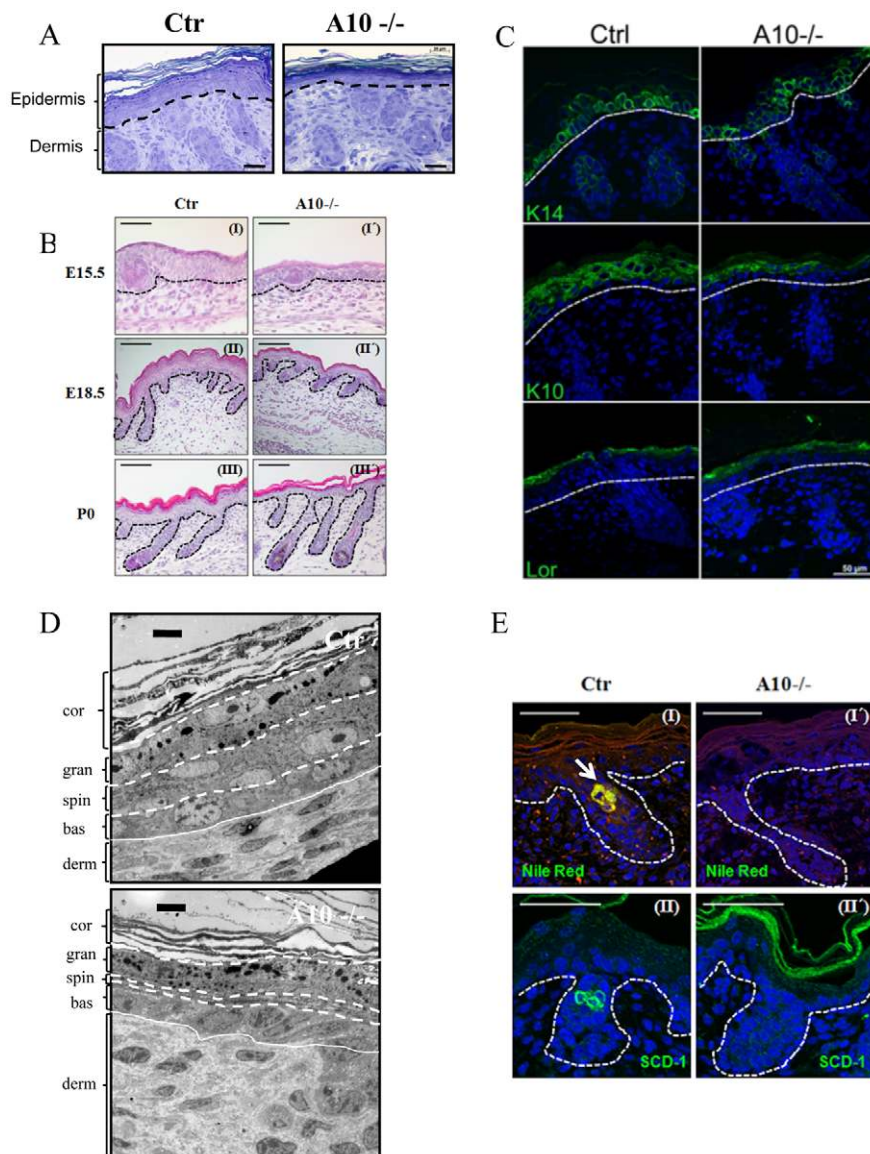 A
Ctr
A10 -/-
Epidermis
Dermis
B
Ctr
A10-/-
E15.5
(I)
(I´)
E18.5
(II)
(II´)
P0
(III)
(III´)
C
Ctrl
A10-/-
K14
K10
Lor
50 µm
D
Ctr
cor
gran
spin
bas
derm
A10 -/-
cor
gran
spin
bas
derm
E
Ctr
A10-/-
(I)
(I´)
Nile Red
Nile Red
(II)
(II´)
SCD-1
SCD-1